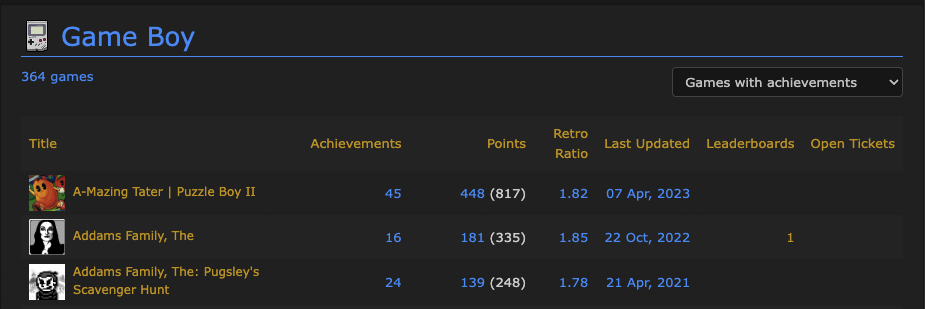 Game Boy
364 games
Games with achievements
Title Achievements Points Retro Ratio Last Updated Leaderboards Open Tickets
A-Mazing Tater | Puzzle Boy II 45 448 (817) 1.82 07 Apr, 2023
Addams Family, The 16 181 (335) 1.85 22 Oct, 2022 1
Addams Family, The: Pugsley's
Scavenger Hunt 24 139 (248) 1.78 21 Apr, 2021